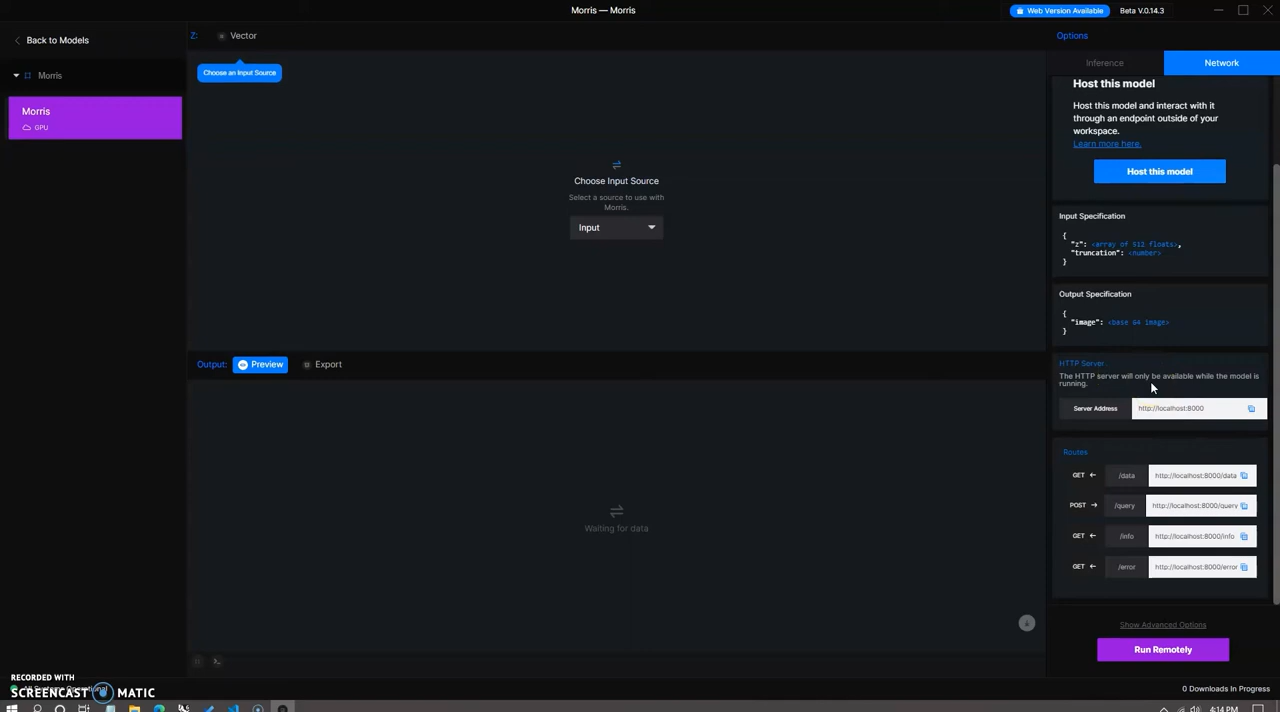 Morris — Morris
Web Version Available
Beta V.0.14.3
Back to Models
Z:
Vector
Options
Choose an Input Source
Inference
Network
Morris
Morris
GPU
Host this model
Host this model and interact with it
through an endpoint outside of your
workspace.
Learn more here.
Host this model
Choose Input Source
Select a source to use with
Morris.
Input
Input Specification
{
"z": <array of 512 floats>,
"truncation": <number>
}
Output Specification
{
"image": <base 64 image>
}
HTTP Server
The HTTP server will only be available while the model is
running.
Server Address
http://localhost:8000
Output:
Preview
Export
Routes
GET ← /data http://localhost:8000/data
POST → /query http://localhost:8000/query
GET ← /info http://localhost:8000/info
GET ← /error http://localhost:8000/error
Waiting for data
Show Advanced Options
Run Remotely
RECORDED WITH
SCREENCAST MATIC
0 Downloads In Progress
4:14 PM